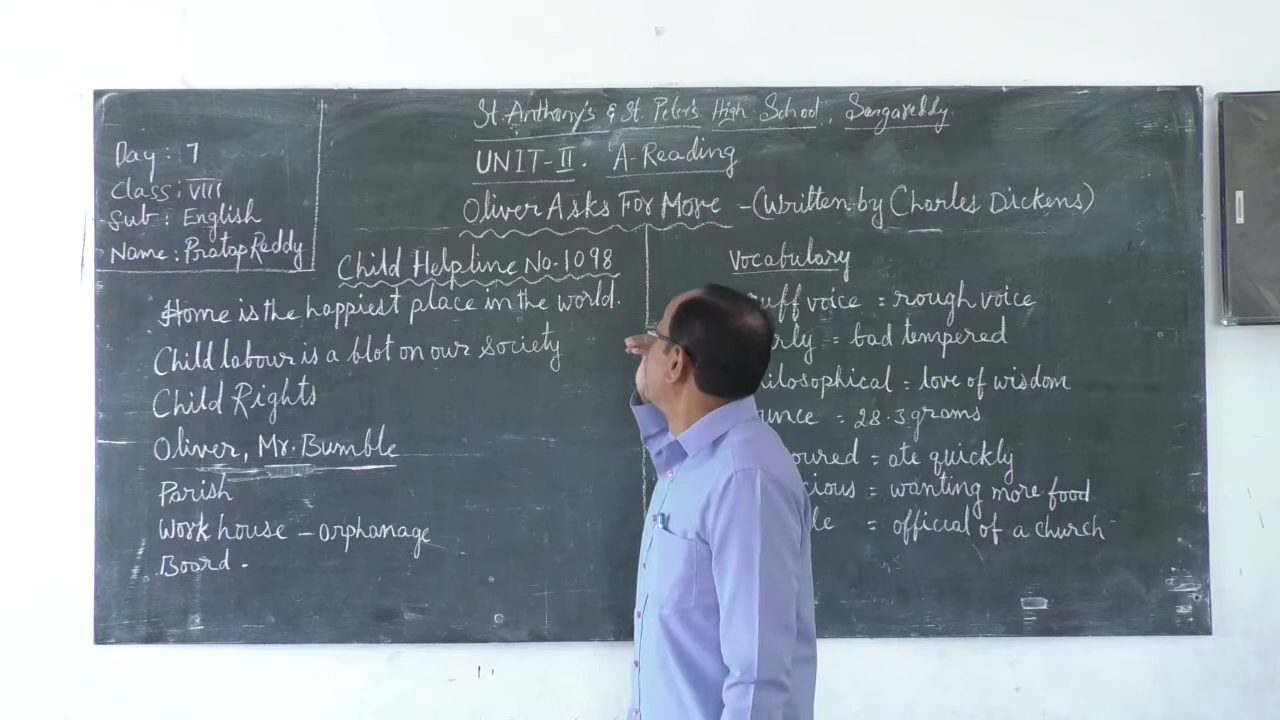 St. Anthony's & St. Peter's High School, Sangareddy.
UNIT-II. A-Reading
Oliver Asks For More -(Written by Charles Dickens)
Day : 7
Class : VIII
Sub : English
Name : Pratap Reddy
Child Helpline No. 1098
Home is the happiest place in the world.
Child labour is a blot on our society
Child Rights
Oliver, Mr. Bumble
Parish
Work house - orphanage
Board.
Vocabulary
voice = rough voice
= bad tempered
= love of wisdom
= 28.3 grams
= ate quickly
= wanting more food
= official of a church